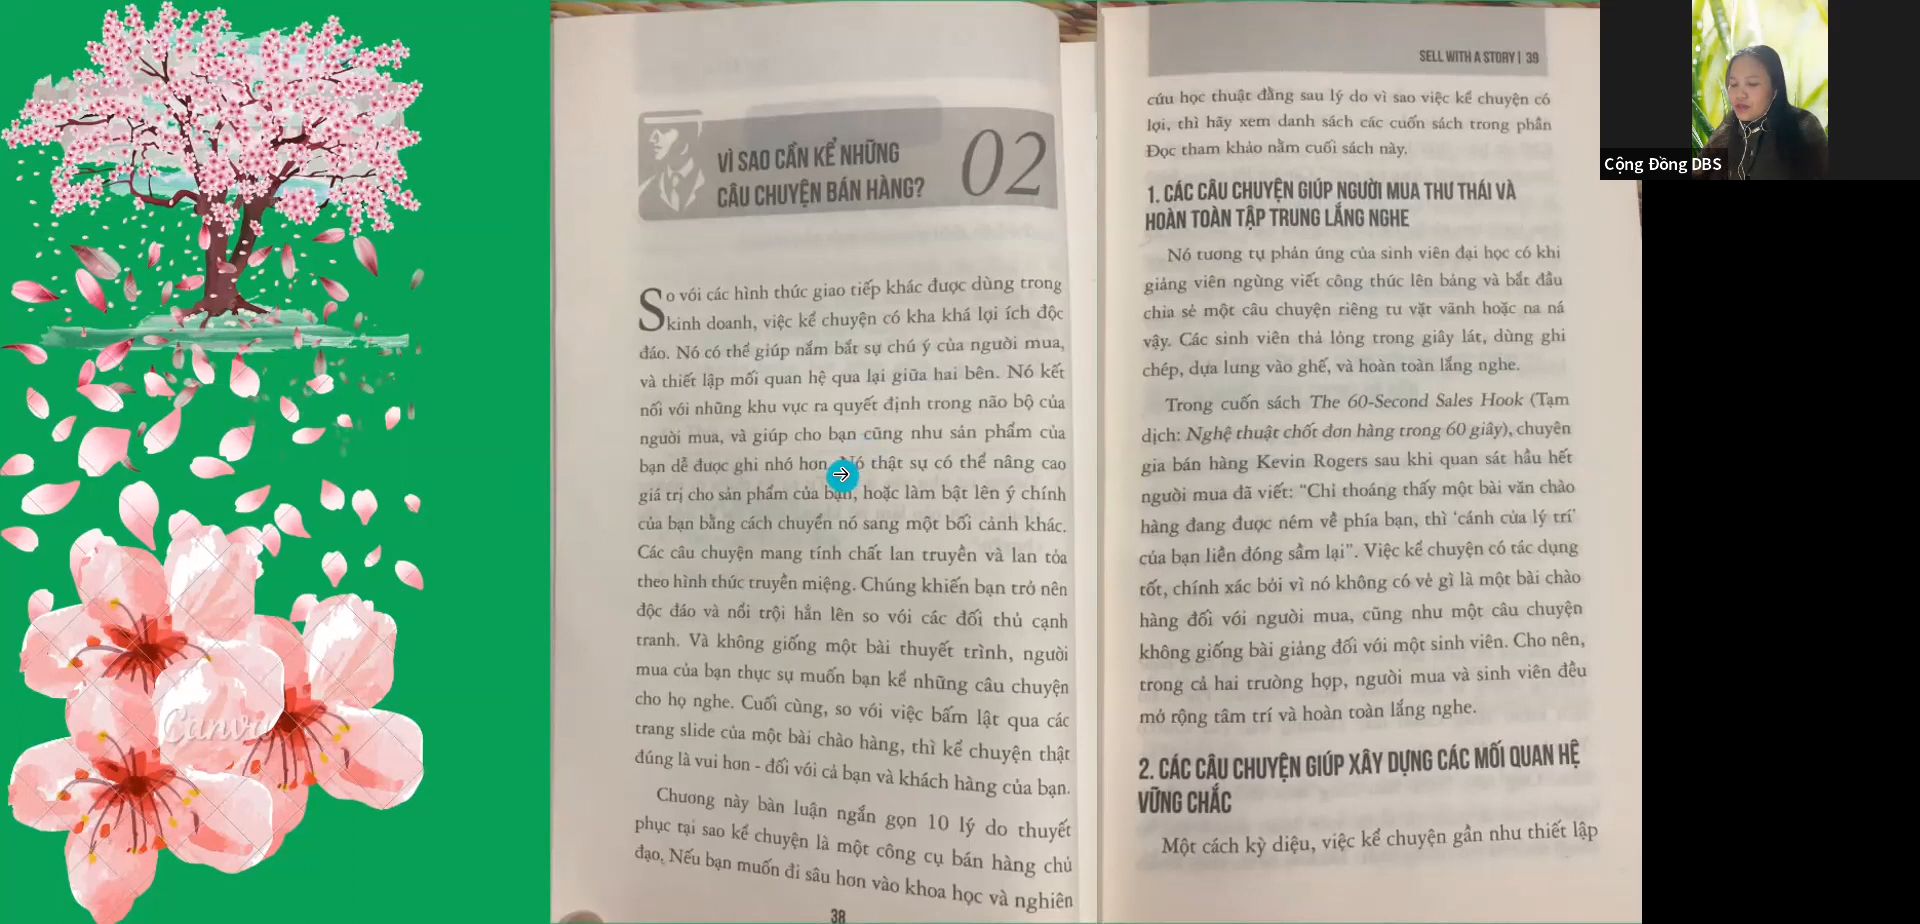 VÌ SAO CẦN KỂ NHỮNG
CÂU CHUYỆN BÁN HÀNG?
02
So với các hình thức giao tiếp khác được dùng trong
kinh doanh, việc kể chuyện có kha khá lợi ích độc
đáo. Nó có thể giúp nắm bắt sự chú ý của người mua,
và thiết lập mối quan hệ qua lại giữa hai bên. Nó kết
nối với những khu vực ra quyết định trong não bộ của
người mua, và giúp cho bạn cũng như sản phẩm của
bạn dễ được ghi nhớ hơn. Nó thật sự có thể nâng cao
giá trị cho sản phẩm của bạn, hoặc làm bật lên ý chính
của bạn bằng cách chuyển nó sang một bối cảnh khác.
Các câu chuyện mang tính chất lan truyền và lan tỏa
theo hình thức truyền miệng. Chúng khiến bạn trở nên
độc đáo và nổi trội hẳn lên so với các đối thủ cạnh
tranh. Và không giống một bài thuyết trình, người
mua của bạn thực sự muốn bạn kể những câu chuyện
cho họ nghe. Cuối cùng, so với việc bấm lật qua các
trang slide của một bài chào hàng, thì kể chuyện thật
đúng là vui hơn - đối với cả bạn và khách hàng của bạn.
Chương này bàn luận ngắn gọn 10 lý do thuyết
phục tại sao kể chuyện là một công cụ bán hàng chủ
đạo. Nếu bạn muốn đi sâu hơn vào khoa học và nghiên
38
SELL WITH A STORY | 39
cứu học thuật đằng sau lý do vì sao việc kể chuyện có
lợi, thì hãy xem danh sách các cuốn sách trong phần
Đọc tham khảo nằm cuối sách này.
1. CÁC CÂU CHUYỆN GIÚP NGƯỜI MUA THƯ THÁI VÀ
HOÀN TOÀN TẬP TRUNG LẮNG NGHE
Nó tương tự phản ứng của sinh viên đại học có khi
giảng viên ngừng viết công thức lên bảng và bắt đầu
chia sẻ một câu chuyện riêng tư vặt vãnh hoặc na ná
vậy. Các sinh viên thả lỏng trong giây lát, dừng ghi
chép, dựa lưng vào ghế, và hoàn toàn lắng nghe.
Trong cuốn sách The 60-Second Sales Hook (Tạm
dịch: Nghệ thuật chốt đơn hàng trong 60 giây), chuyên
gia bán hàng Kevin Rogers sau khi quan sát hầu hết
người mua đã viết: “Chỉ thoáng thấy một bài văn chào
hàng đang được ném về phía bạn, thì ‘cánh cửa lý trí’
của bạn liền đóng sầm lại”. Việc kể chuyện có tác dụng
tốt, chính xác bởi vì nó không có vẻ gì là một bài chào
hàng đối với người mua, cũng như một câu chuyện
không giống bài giảng đối với một sinh viên. Cho nên,
trong cả hai trường hợp, người mua và sinh viên đều
mở rộng tâm trí và hoàn toàn lắng nghe.
2. CÁC CÂU CHUYỆN GIÚP XÂY DỰNG CÁC MỐI QUAN HỆ
VỮNG CHẮC
Một cách kỳ diệu, việc kể chuyện gần như thiết lập
Cộng Đồng DBS
Canva